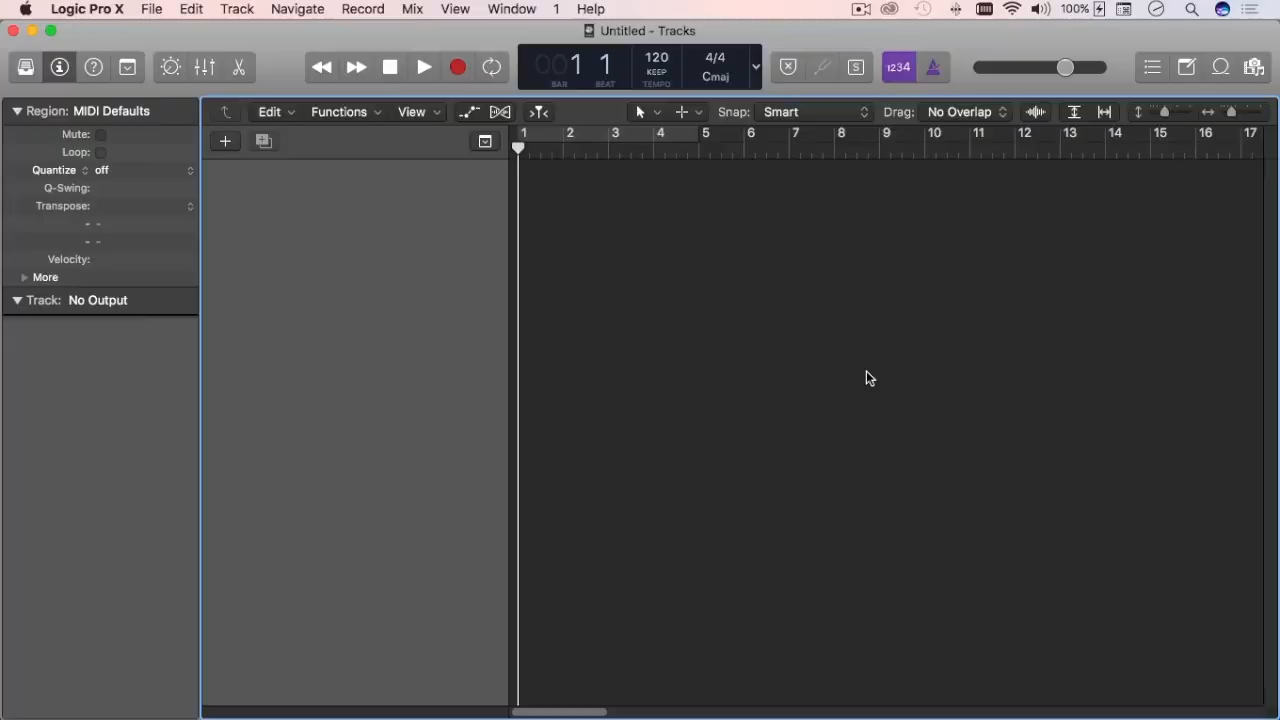 Logic Pro X File Edit Track Navigate Record Mix View Window 1 Help 100%
Untitled - Tracks
001 1 120 4/4
KEEP Cmaj
BAR BEAT TEMPO
1234
S
Region: MIDI Defaults
Edit Functions View Snap: Smart Drag: No Overlap
Mute:
1 2 3 4 5 6 7 8 9 10 11 12 13 14 15 16 17
Loop:
Quantize off
Q-Swing:
Transpose:
- -
- -
Velocity:
More
Track: No Output